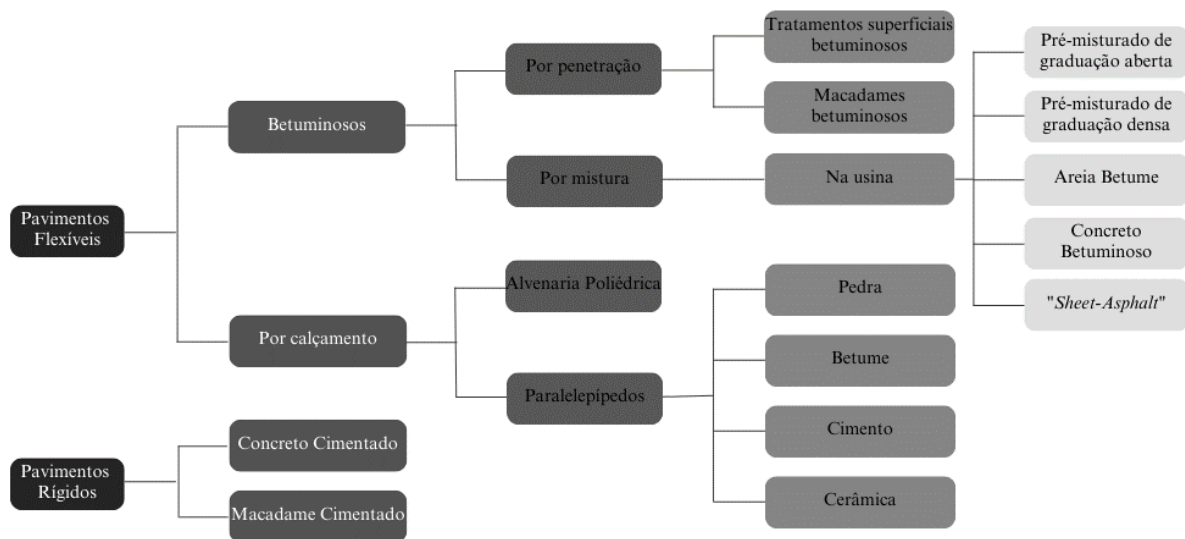 Pavimentos
Flexíveis
Betuminosos
Por penetração
Tratamentos superficiais
betuminosos
Macadames
betuminosos
Por mistura
Na usina
Pré-misturado de
graduação aberta
Pré-misturado de
graduação densa
Areia Betume
Concreto
Betuminoso
"Sheet-Asphalt"
Por calçamento
Alvenaria Poliédrica
Paralelepípedos
Pedra
Betume
Cimento
Cerâmica
Pavimentos
Rígidos
Concreto Cimentado
Macadame Cimentado